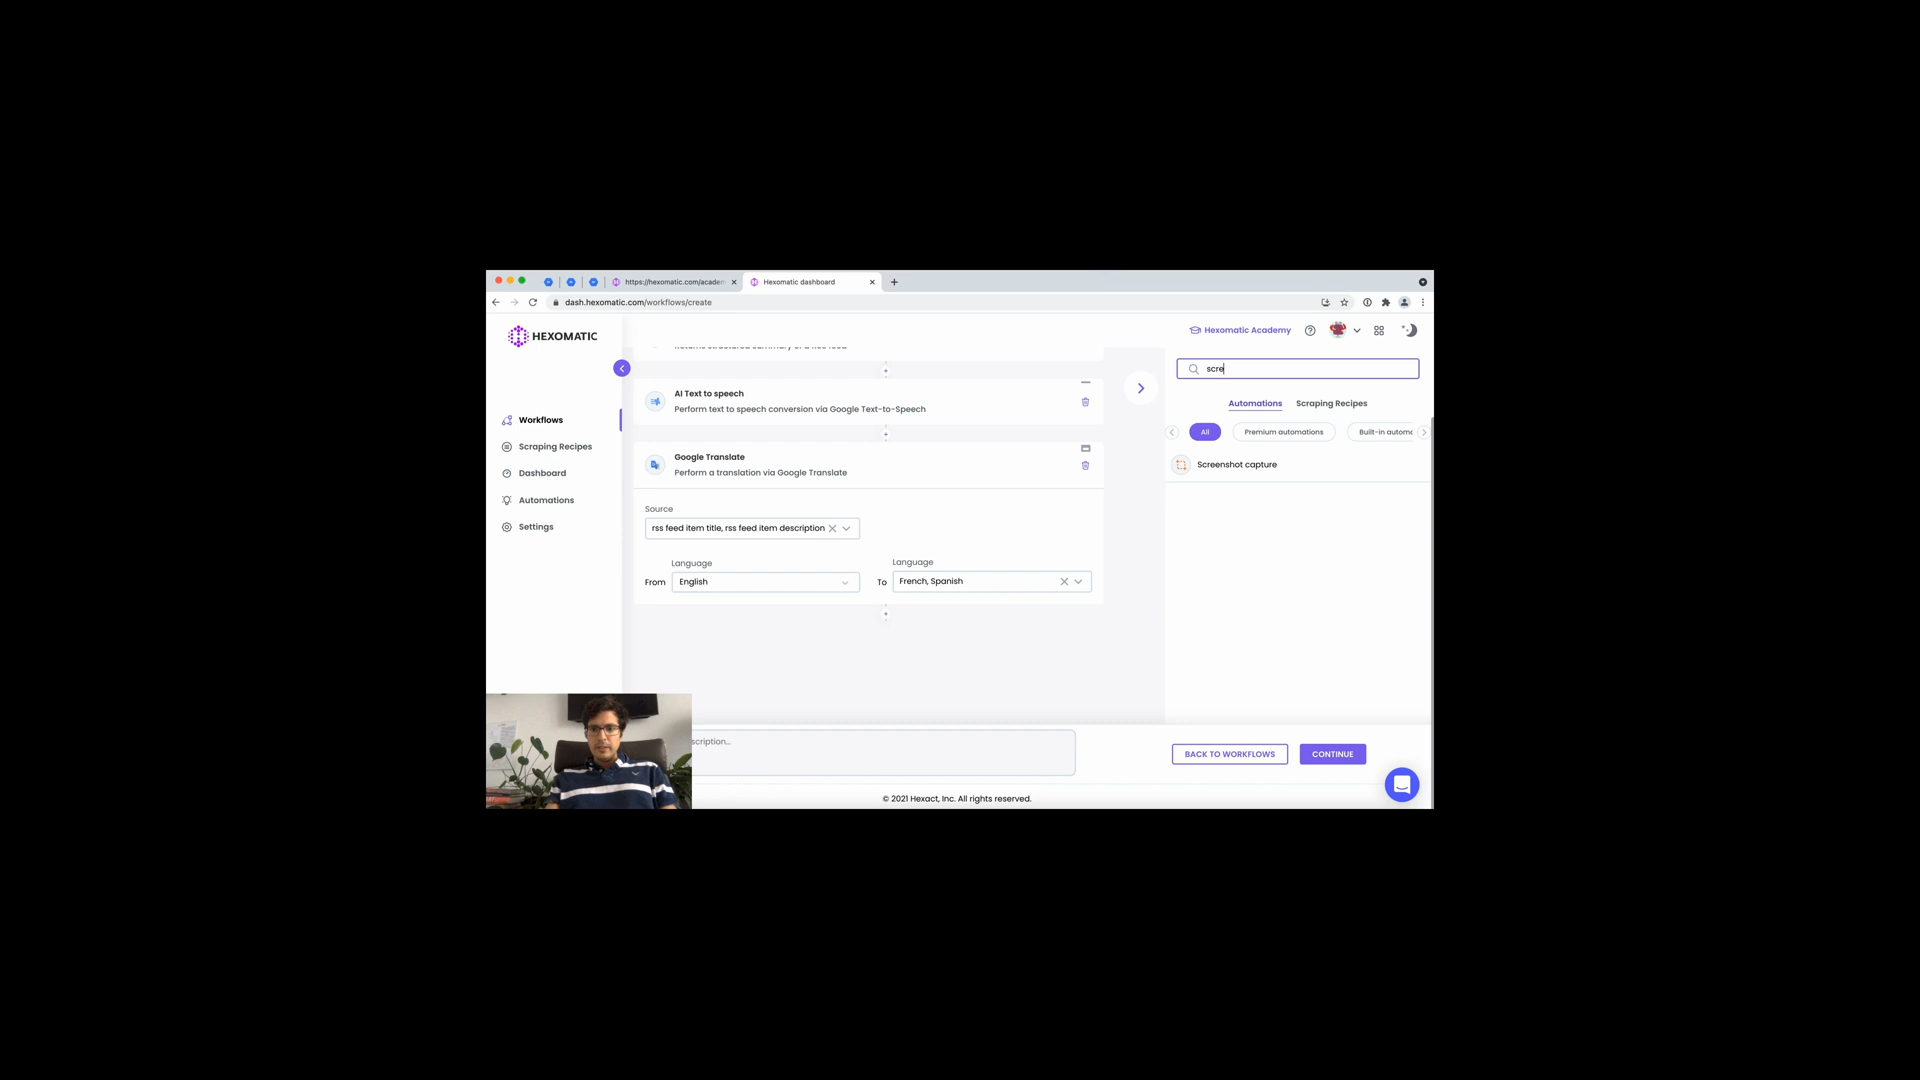 https://hexomatic.com/academ
Hexomatic dashboard
dash.hexomatic.com/workflows/create
HEXOMATIC
Hexomatic Academy
Workflows
Scraping Recipes
Dashboard
Automations
Settings
AI Text to speech
Perform text to speech conversion via Google Text-to-Speech
Google Translate
Perform a translation via Google Translate
Source
rss feed item title, rss feed item description
Language
From English
Language
To French, Spanish
scre
Automations Scraping Recipes
All Premium automations Built-in automa
Screenshot capture
scription...
BACK TO WORKFLOWS CONTINUE
© 2021 Hexact, Inc. All rights reserved.